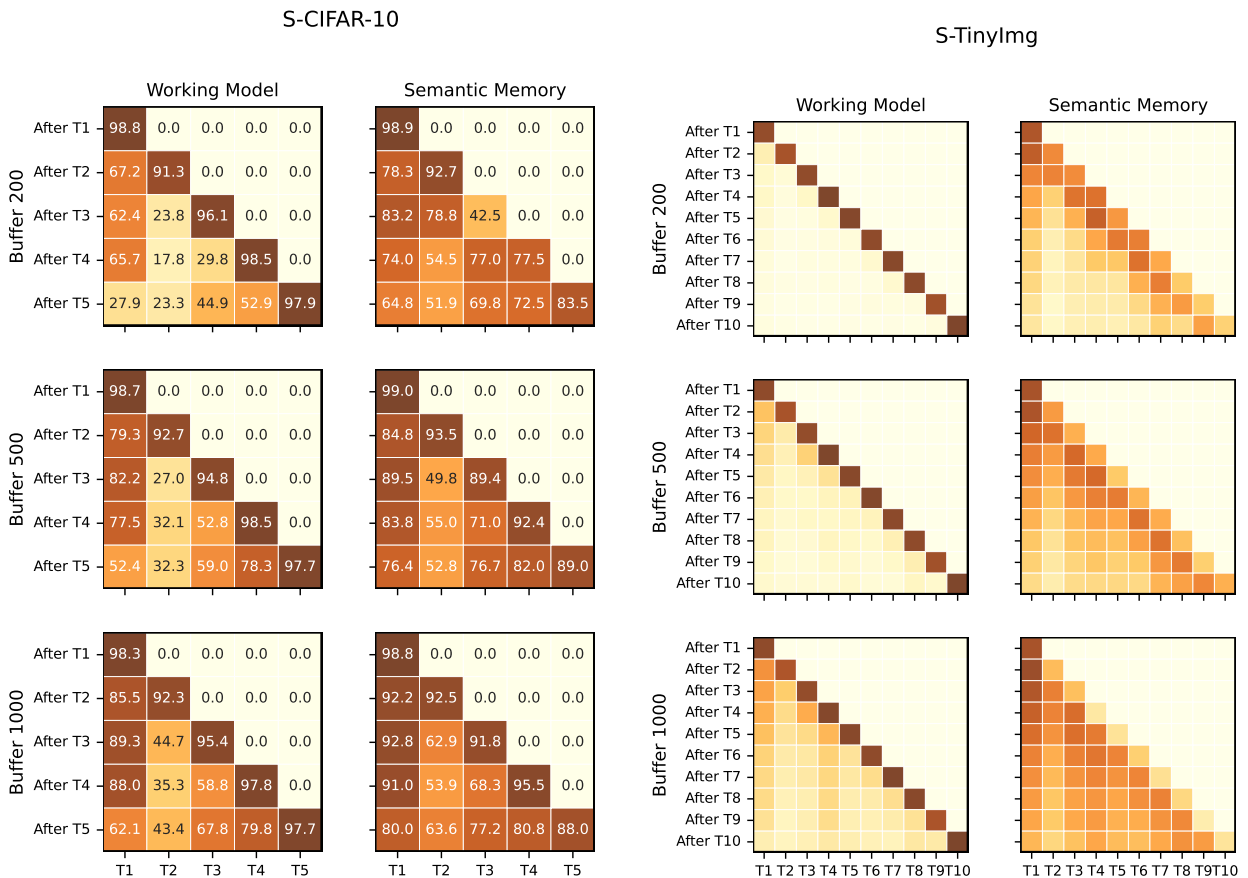 S-CIFAR-10
S-TinyImg
Working Model
Semantic Memory
Buffer 200
After T1 98.8 0.0 0.0 0.0 0.0 98.9 0.0 0.0 0.0 0.0
After T2 67.2 91.3 0.0 0.0 0.0 78.3 92.7 0.0 0.0 0.0
After T3 62.4 23.8 96.1 0.0 0.0 83.2 78.8 42.5 0.0 0.0
After T4 65.7 17.8 29.8 98.5 0.0 74.0 54.5 77.0 77.5 0.0
After T5 27.9 23.3 44.9 52.9 97.9 64.8 51.9 69.8 72.5 83.5
Buffer 500
After T1 98.7 0.0 0.0 0.0 0.0 99.0 0.0 0.0 0.0 0.0
After T2 79.3 92.7 0.0 0.0 0.0 84.8 93.5 0.0 0.0 0.0
After T3 82.2 27.0 94.8 0.0 0.0 89.5 49.8 89.4 0.0 0.0
After T4 77.5 32.1 52.8 98.5 0.0 83.8 55.0 71.0 92.4 0.0
After T5 52.4 32.3 59.0 78.3 97.7 76.4 52.8 76.7 82.0 89.0
Buffer 1000
After T1 98.3 0.0 0.0 0.0 0.0 98.8 0.0 0.0 0.0 0.0
After T2 85.5 92.3 0.0 0.0 0.0 92.2 92.5 0.0 0.0 0.0
After T3 89.3 44.7 95.4 0.0 0.0 92.8 62.9 91.8 0.0 0.0
After T4 88.0 35.3 58.8 97.8 0.0 91.0 53.9 68.3 95.5 0.0
After T5 62.1 43.4 67.8 79.8 97.7 80.0 63.6 77.2 80.8 88.0
T1 T2 T3 T4 T5 T1 T2 T3 T4 T5
Working Model
Semantic Memory
Buffer 200
After T1
After T2
After T3
After T4
After T5
After T6
After T7
After T8
After T9
After T10
Buffer 500
After T1
After T2
After T3
After T4
After T5
After T6
After T7
After T8
After T9
After T10
Buffer 1000
After T1
After T2
After T3
After T4
After T5
After T6
After T7
After T8
After T9
After T10
T1 T2 T3 T4 T5 T6 T7 T8 T9T10 T1 T2 T3 T4 T5 T6 T7 T8 T9T10